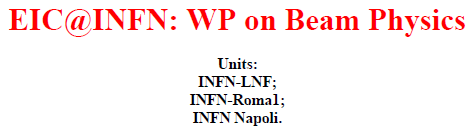 EIC@INFN: WP on Beam Physics
Units:
INFN-LNF;
INFN-Roma1;
INFN Napoli.